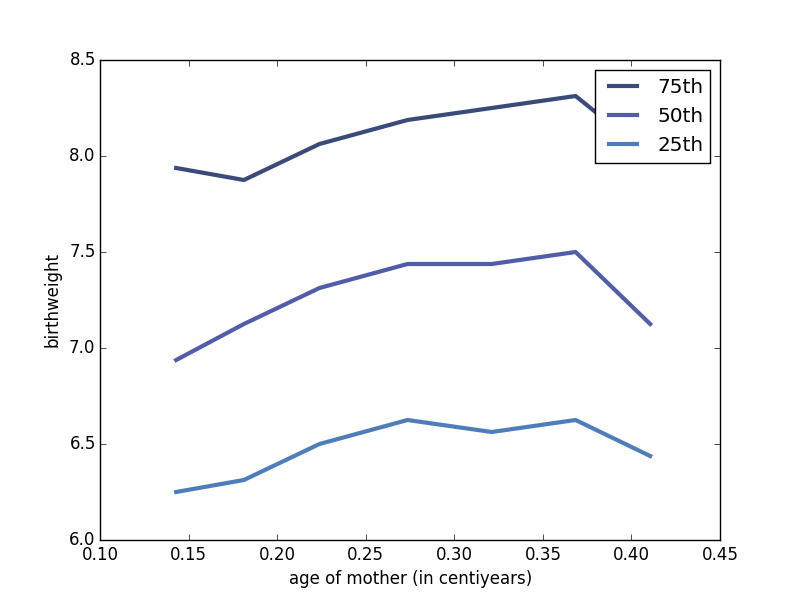 8.5
8.0
7.5
7.0
6.5
6.0
birthweight
75th
50th
25th
0.10 0.15 0.20 0.25 0.30 0.35 0.40 0.45
age of mother (in centiyears)